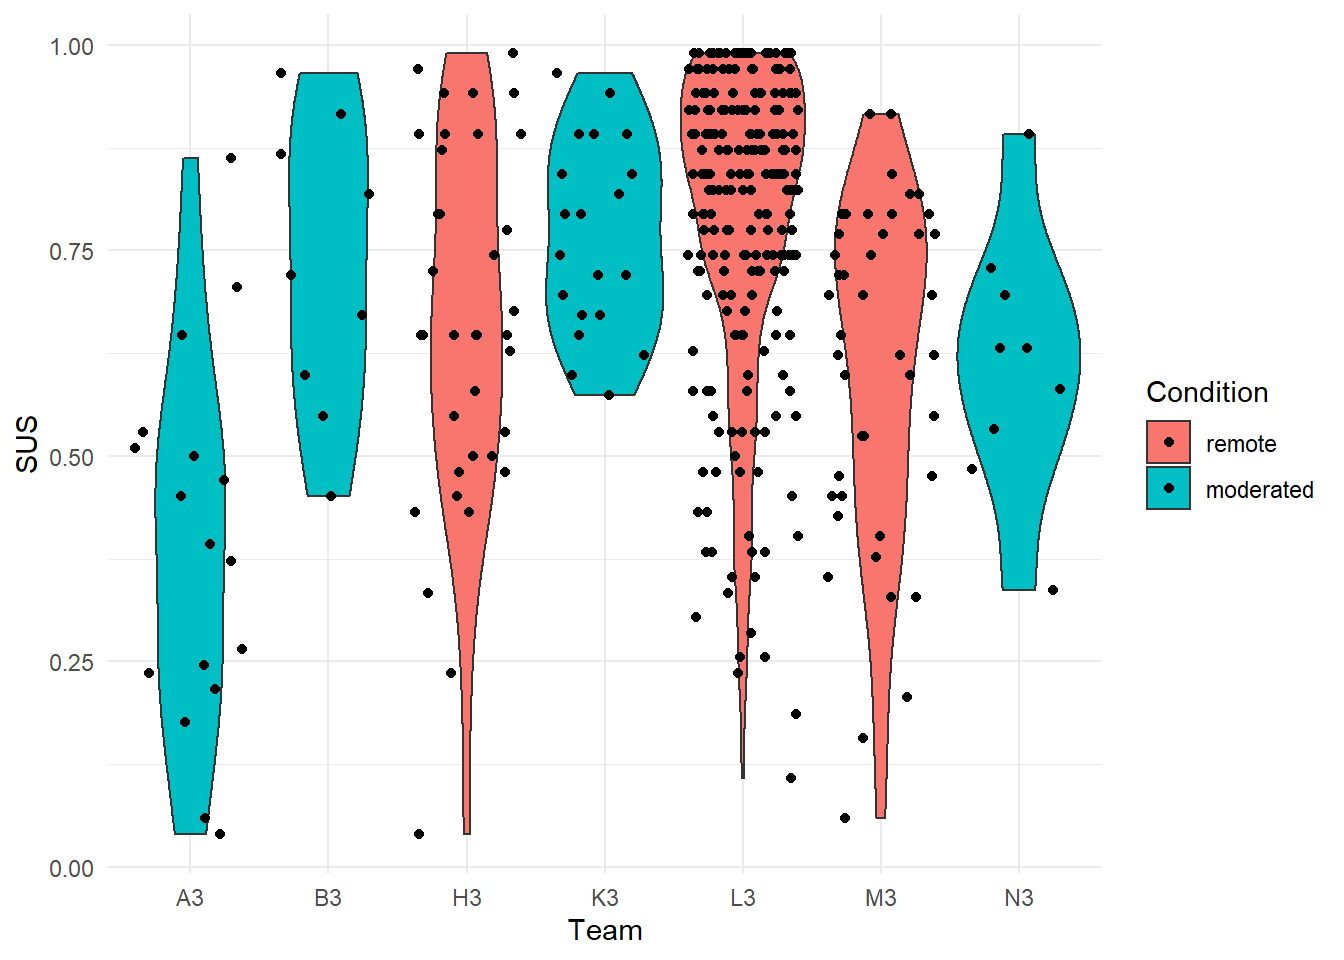 1.00
0.75
0.50
0.25
0.00
SUS
A3 B3 H3 K3 L3 M3 N3
Team
Condition
remote
moderated